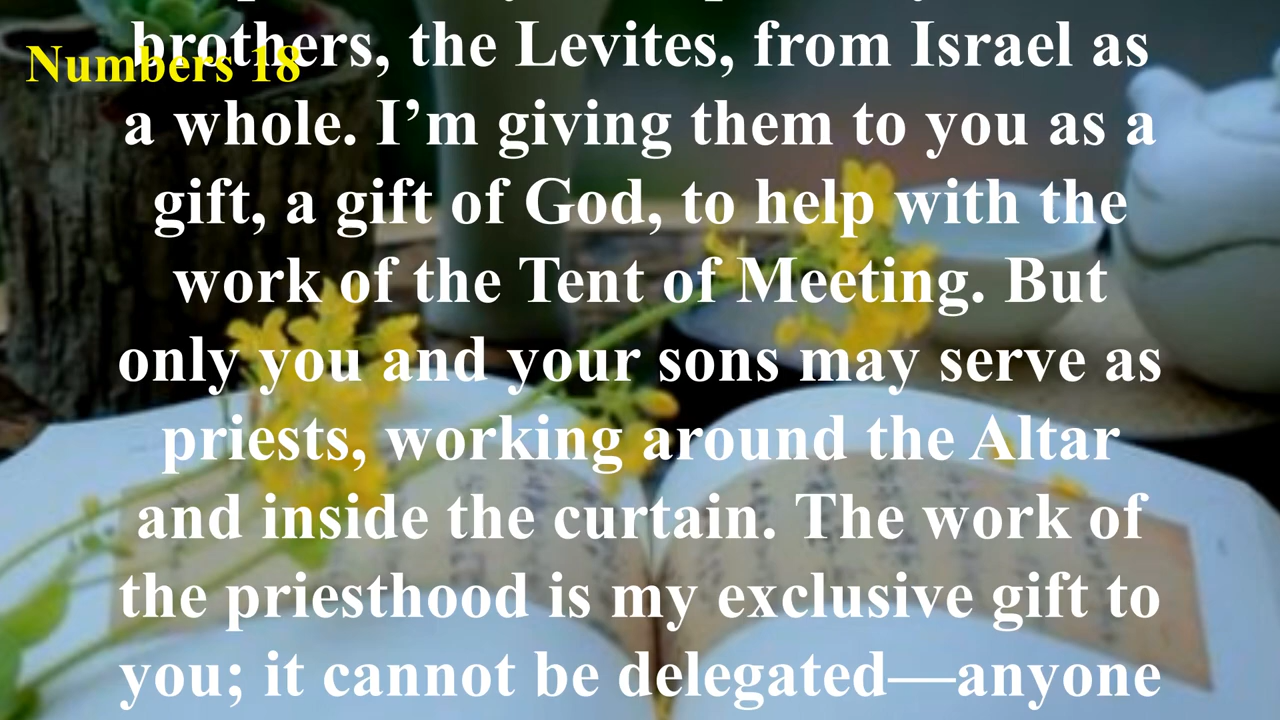 Numbers 18
brothers, the Levites, from Israel as
a whole. I’m giving them to you as a
gift, a gift of God, to help with the
work of the Tent of Meeting. But
only you and your sons may serve as
priests, working around the Altar
and inside the curtain. The work of
the priesthood is my exclusive gift to
you; it cannot be delegated—anyone